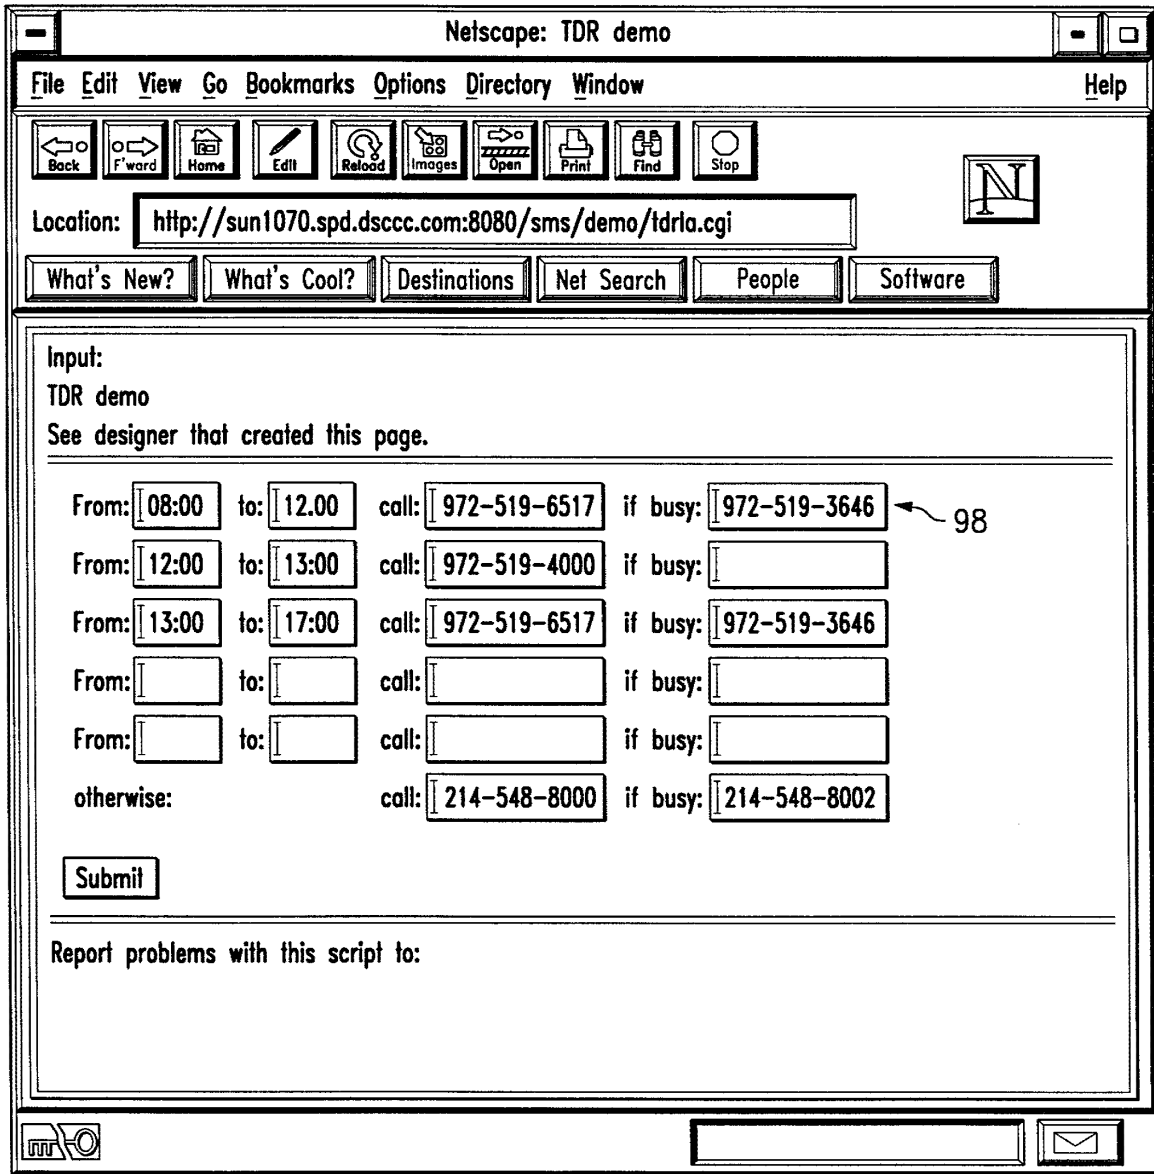 Netscape: TDR demo
File Edit View Go Bookmarks Options Directory Window Help
Back F'ward Home Edit Reload Images Open Print Find Stop
N
Location: http://sun1070.spd.dsccc.com:8080/sms/demo/tdrla.cgi
What's New? What's Cool? Destinations Net Search People Software
Input:
TDR demo
See designer that created this page.
From: 08:00 to: 12.00 call: 972-519-6517 if busy: 972-519-3646
98
From: 12:00 to: 13:00 call: 972-519-4000 if busy:
From: 13:00 to: 17:00 call: 972-519-6517 if busy: 972-519-3646
From: to: call: if busy:
From: to: call: if busy:
otherwise: call: 214-548-8000 if busy: 214-548-8002
Submit
Report problems with this script to: